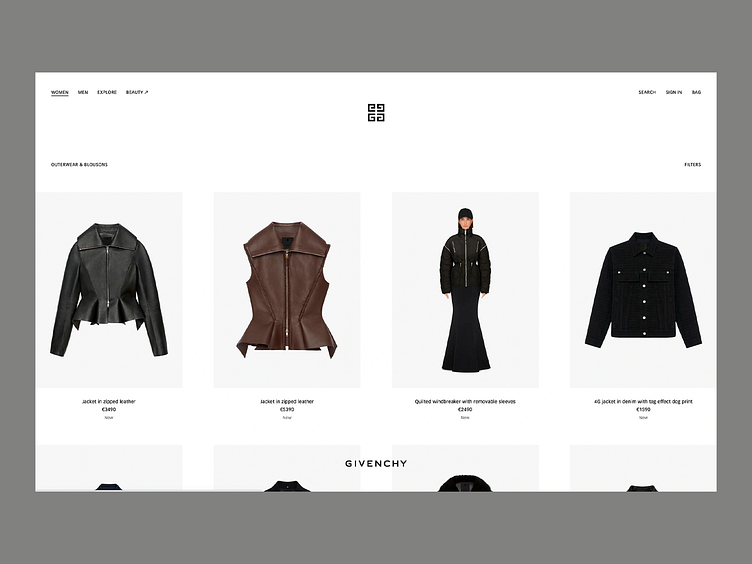 WOMEN MEN EXPLORE BEAUTY ↗ SEARCH SIGN IN BAG
OUTERWEAR & BLOUSONS FILTERS
Jacket in zipped leather
€3490
New
Jacket in zipped leather
€5390
New
Quilted windbreaker with removable sleeves
€2490
New
4G jacket in denim with tag effect dog print
€1590
New
GIVENCHY